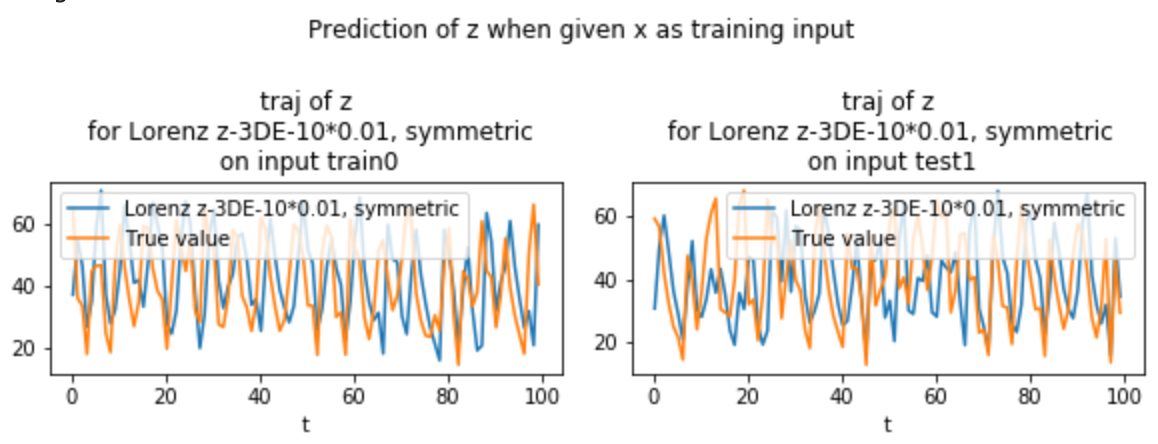 Prediction of z when given x as training input
traj of z
for Lorenz z-3DE-10*0.01, symmetric
on input train0
Lorenz z-3DE-10*0.01, symmetric
True value
60
40
20
0 20 40 60 80 100
t
traj of z
for Lorenz z-3DE-10*0.01, symmetric
on input test1
Lorenz z-3DE-10*0.01, symmetric
True value
60
40
20
0 20 40 60 80 100
t